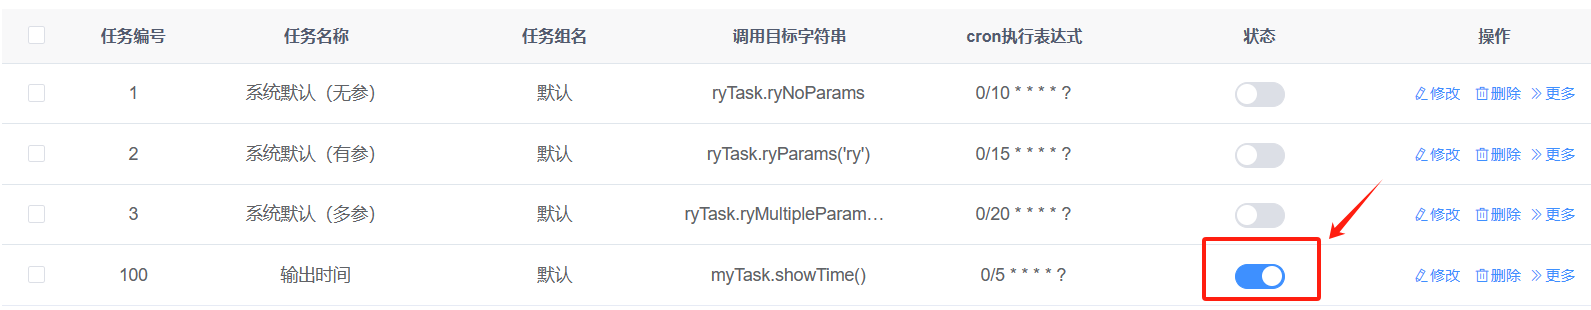 任务编号 任务名称 任务组名 调用目标字符串 cron执行表达式 状态 操作
1 系统默认（无参） 默认 ryTask.ryNoParams 0/10 * * * * ? 修改 删除 更多
2 系统默认（有参） 默认 ryTask.ryParams('ry') 0/15 * * * * ? 修改 删除 更多
3 系统默认（多参） 默认 ryTask.ryMultipleParam… 0/20 * * * * ? 修改 删除 更多
100 输出时间 默认 myTask.showTime() 0/5 * * * * ? 修改 删除 更多